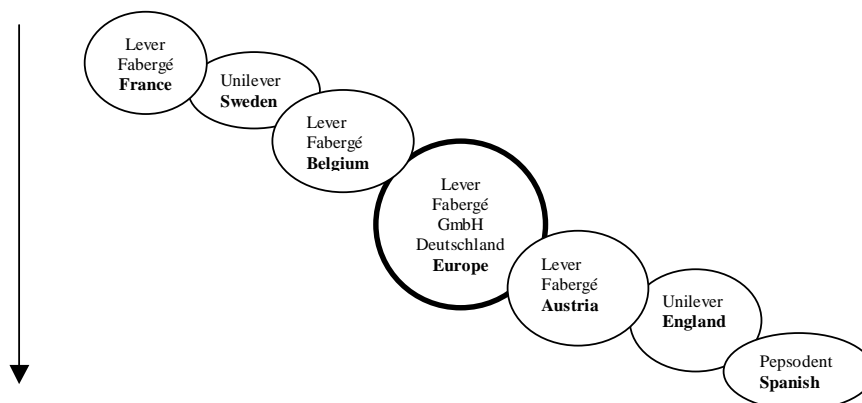 Lever
Fabergé
France
Unilever
Sweden
Lever
Fabergé
Belgium
Lever
Fabergé
GmbH
Deutschland
Europe
Lever
Fabergé
Austria
Unilever
England
Pepsodent
Spanish